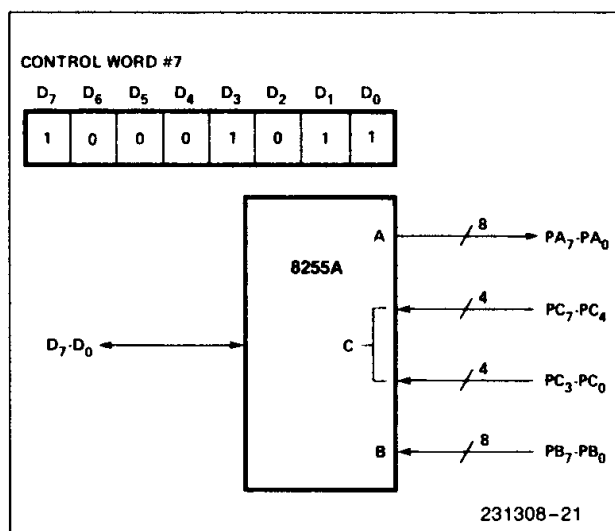 CONTROL WORD #7
D7 D6 D5 D4 D3 D2 D1 D0
1 0 0 0 1 0 1 1
A 8 PA7-PA0
8255A
4 PC7-PC4
D7-D0 C
4 PC3-PC0
B 8 PB7-PB0
231308-21